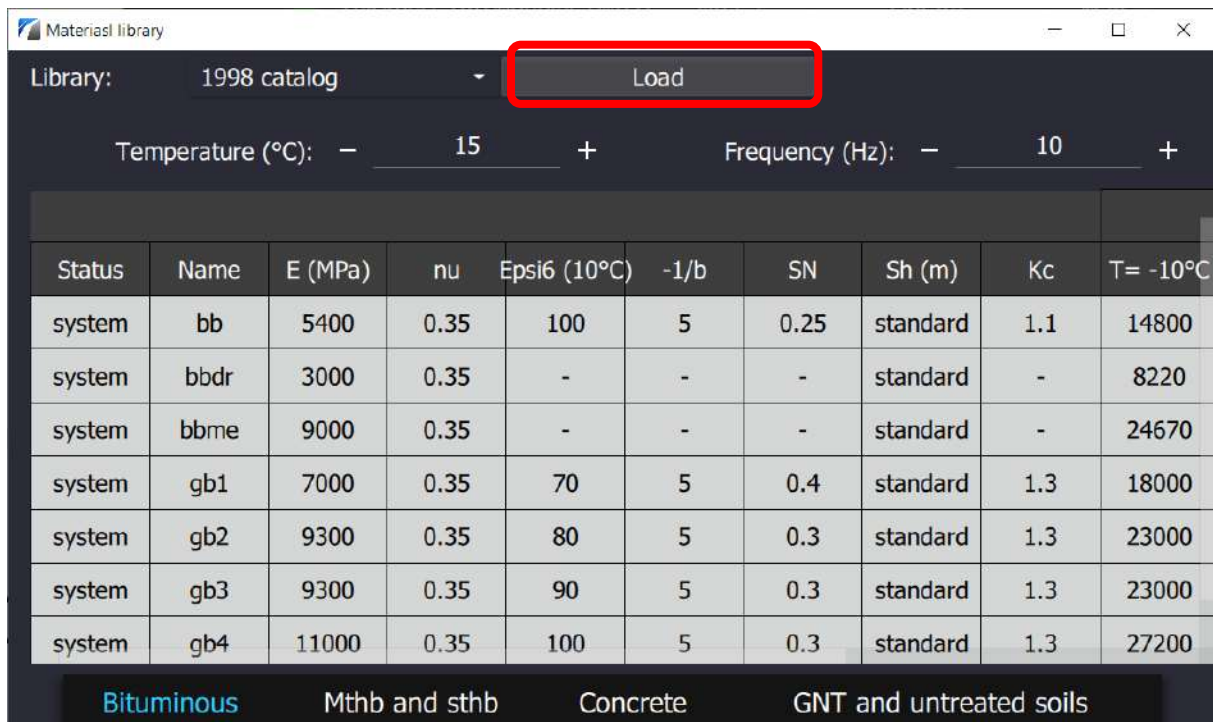 Materiasl library
Library: 1998 catalog Load
Temperature (°C): − 15 + Frequency (Hz): − 10 +
Status Name E (MPa) nu Epsi6 (10°C) -1/b SN Sh (m) Kc T= -10°C
system bb 5400 0.35 100 5 0.25 standard 1.1 14800
system bbdr 3000 0.35 - - - standard - 8220
system bbme 9000 0.35 - - - standard - 24670
system gb1 7000 0.35 70 5 0.4 standard 1.3 18000
system gb2 9300 0.35 80 5 0.3 standard 1.3 23000
system gb3 9300 0.35 90 5 0.3 standard 1.3 23000
system gb4 11000 0.35 100 5 0.3 standard 1.3 27200
Bituminous Mthb and sthb Concrete GNT and untreated soils